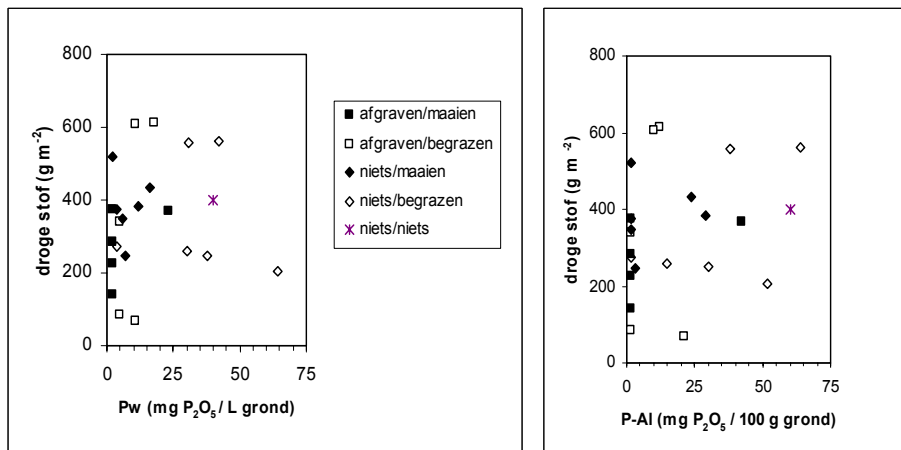 800
600
400
200
0
droge stof (g m⁻²)
0 25 50 75
Pw (mg P₂O₅ / L grond)
afgraven/maaien
afgraven/begrazen
niets/maaien
niets/begrazen
niets/niets
800
600
400
200
0
droge stof (g m⁻²)
0 25 50 75
P-Al (mg P₂O₅ / 100 g grond)